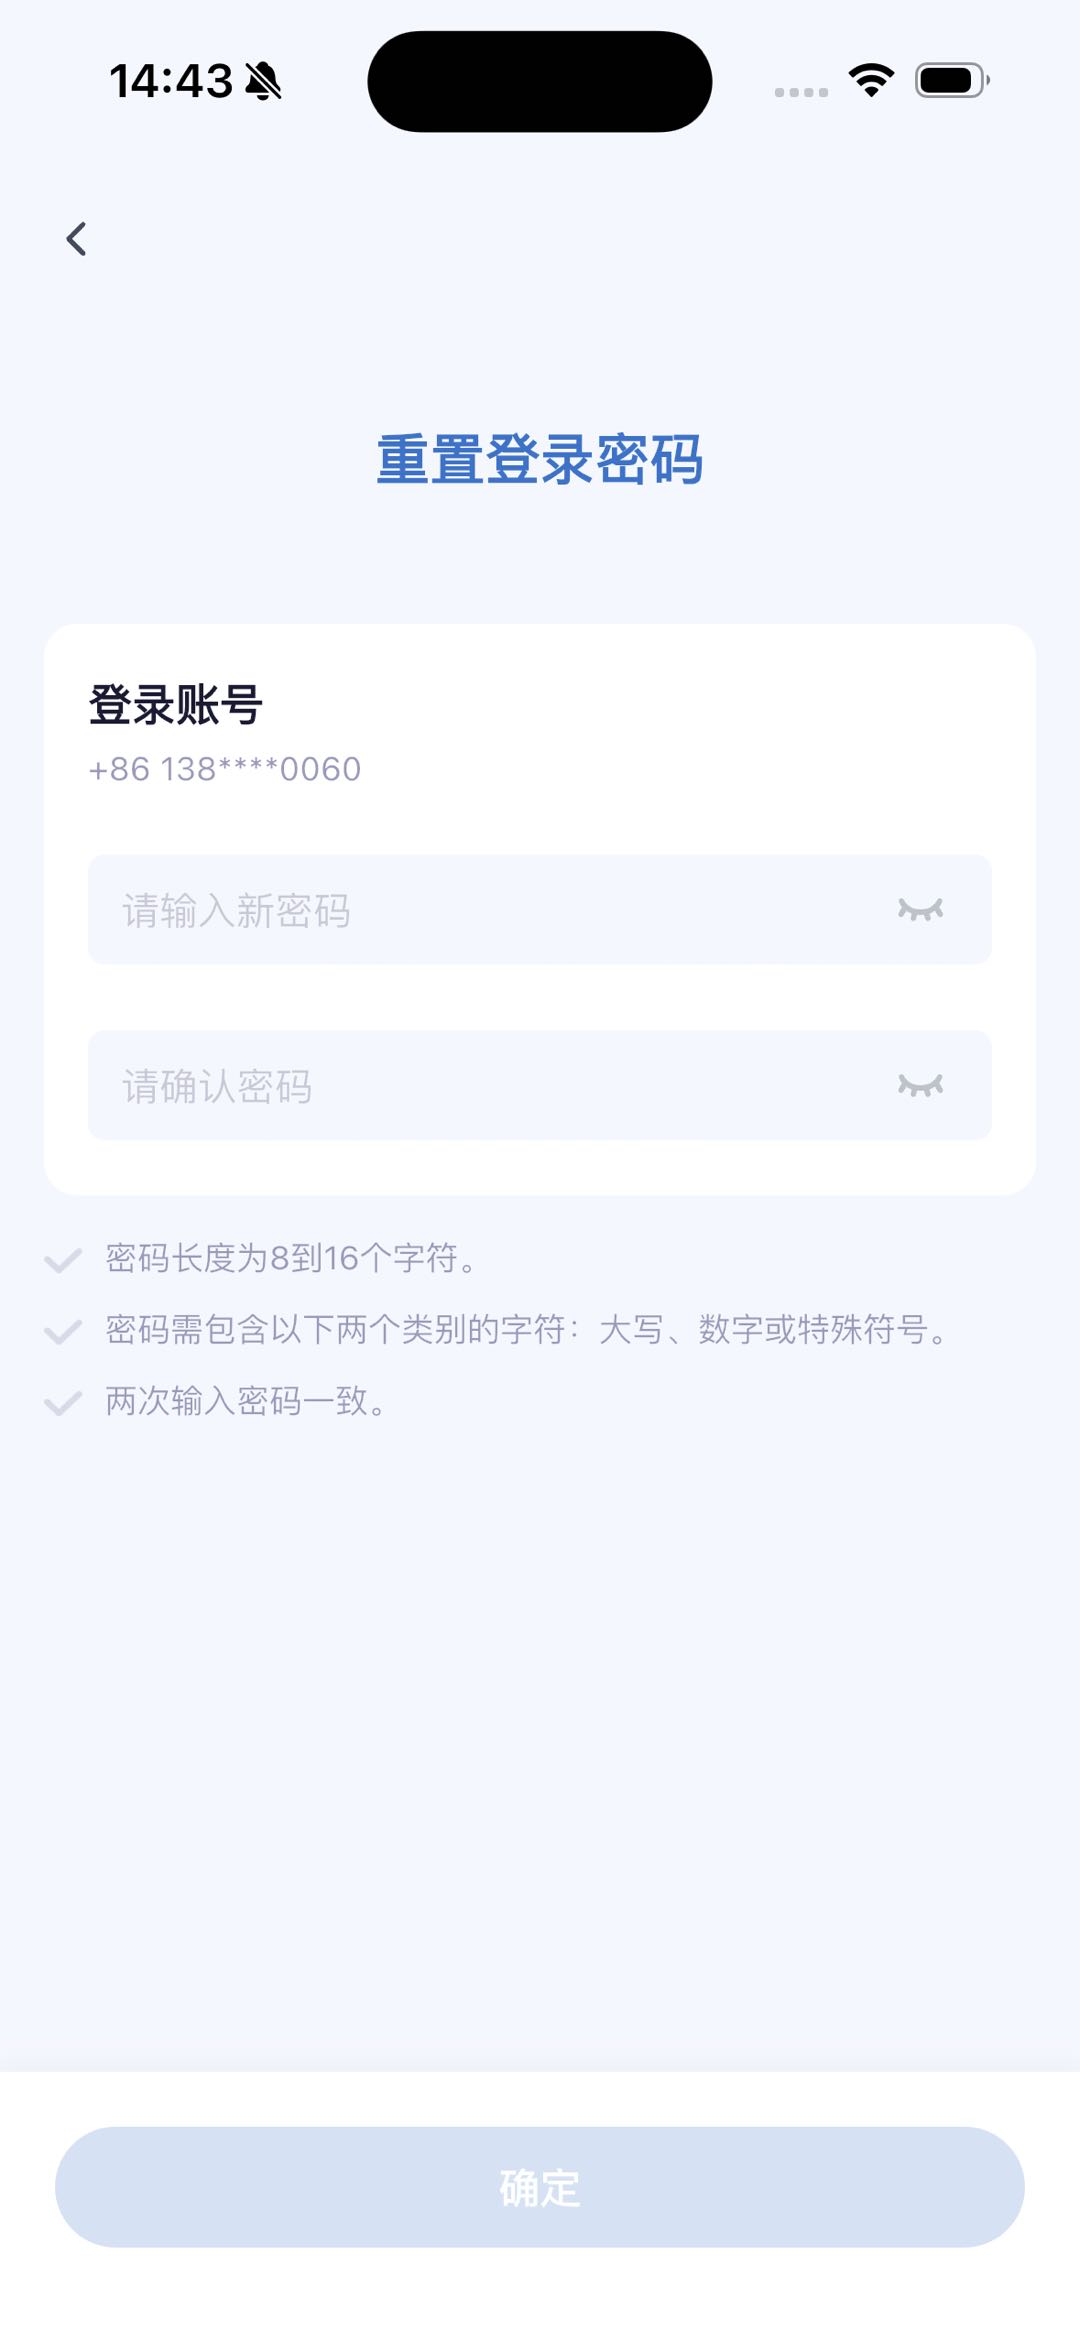 14:43
重置登录密码
登录账号
+86 138****0060
请输入新密码
请确认密码
密码长度为8到16个字符。
密码需包含以下两个类别的字符：大写、数字或特殊符号。
两次输入密码一致。
确定